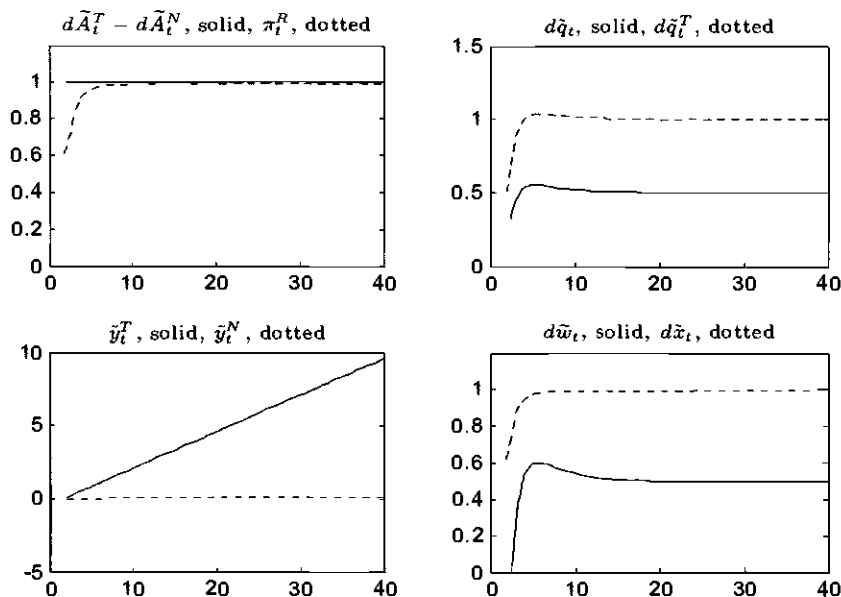 dÃ_t^T − dÃ_t^N, solid, π_t^R, dotted
1
0.8
0.6
0.4
0.2
0
0 10 20 30 40
dq̃_t, solid, dq̃_t^T, dotted
1.5
1
0.5
0
0 10 20 30 40
ỹ_t^T, solid, ỹ_t^N, dotted
10
5
0
-5
0 10 20 30 40
dw̃_t, solid, dx̃_t, dotted
1
0.8
0.6
0.4
0.2
0
0 10 20 30 40